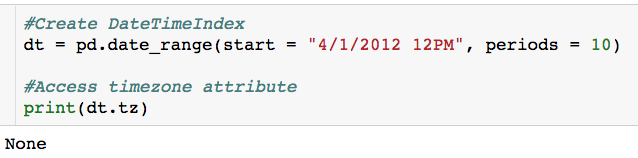 #Create DateTimeIndex
dt = pd.date_range(start = "4/1/2012 12PM", periods = 10)
#Access timezone attribute
print(dt.tz)
None